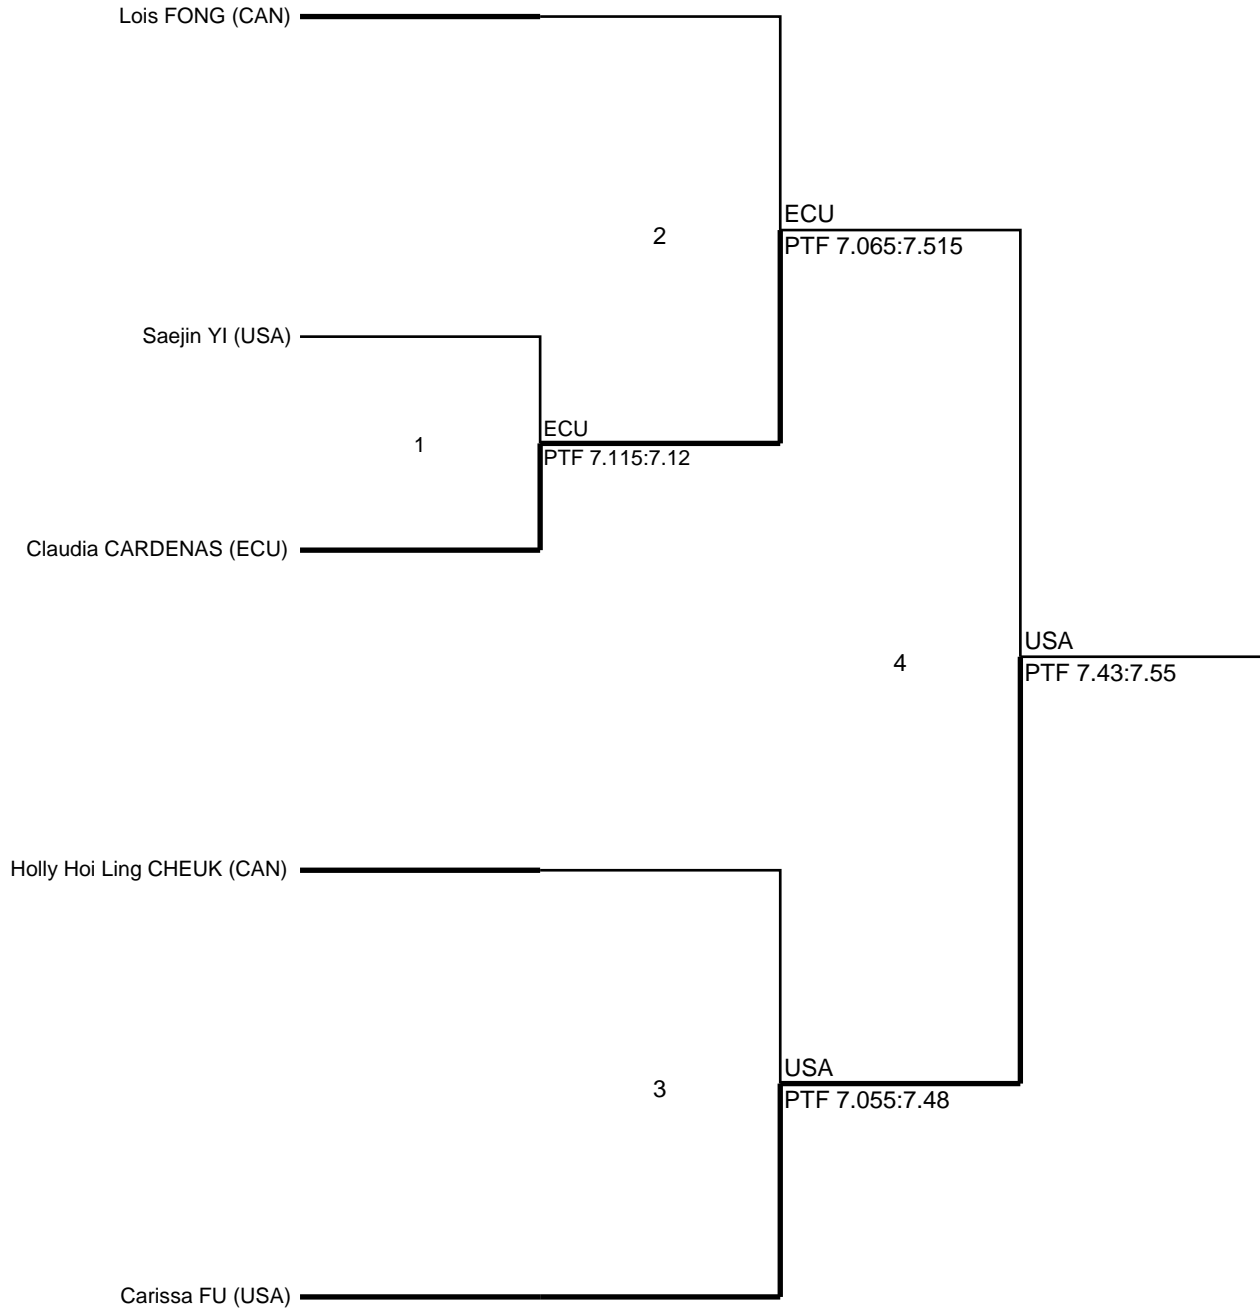 Lois FONG (CAN)
ECU
2
PTF 7.065:7.515
Saejin YI (USA)
ECU
1
PTF 7.115:7.12
Claudia CARDENAS (ECU)
USA
4
PTF 7.43:7.55
Holly Hoi Ling CHEUK (CAN)
USA
3
PTF 7.055:7.48
Carissa FU (USA)